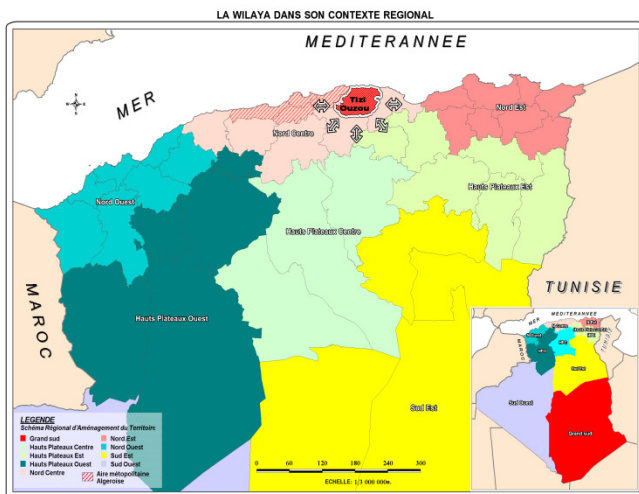 LA WILAYA DANS SON CONTEXTE REGIONAL
MER MEDITERANNEE
Tizi
Ouzou
Nord Est
Nord Centre
Nord Ouest
Hauts Plateaux Est
Hauts Plateaux Centre
Hauts Plateaux Ouest
MAROC
TUNISIE
Sud Est
LEGENDE
Schéma Régional d'Aménagement du Territoire
Grand sud
Hauts Plateaux Centre
Hauts Plateaux Est
Hauts Plateaux Ouest
Nord Centre
Nord Est
Nord Ouest
Sud Est
Sud Ouest
Aire métropolitaine
Algeroise
0 60 120 180 240 300
ECHELLE: 1/3 000 000e.
MER MEDITERANNEE
MAROC
TUNISIE
Sud Ouest
Grand sud